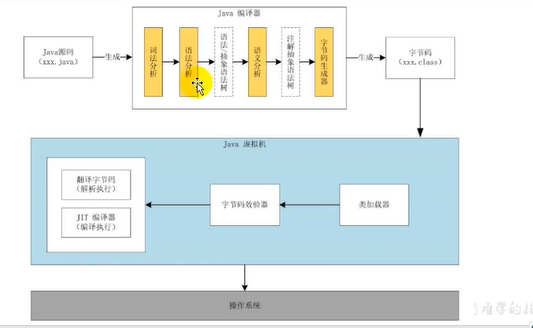 Java 编译器
Java源码
(xxx.java)
生成
词法分析
语法分析
语法/抽象语法树
语义分析
注解抽象语法树
字节码生成器
生成
字节码
(xxx.class)
Java 虚拟机
翻译字节码
(解析执行)
JIT 编译器
(编译执行)
字节码效验器
类加载器
操作系统